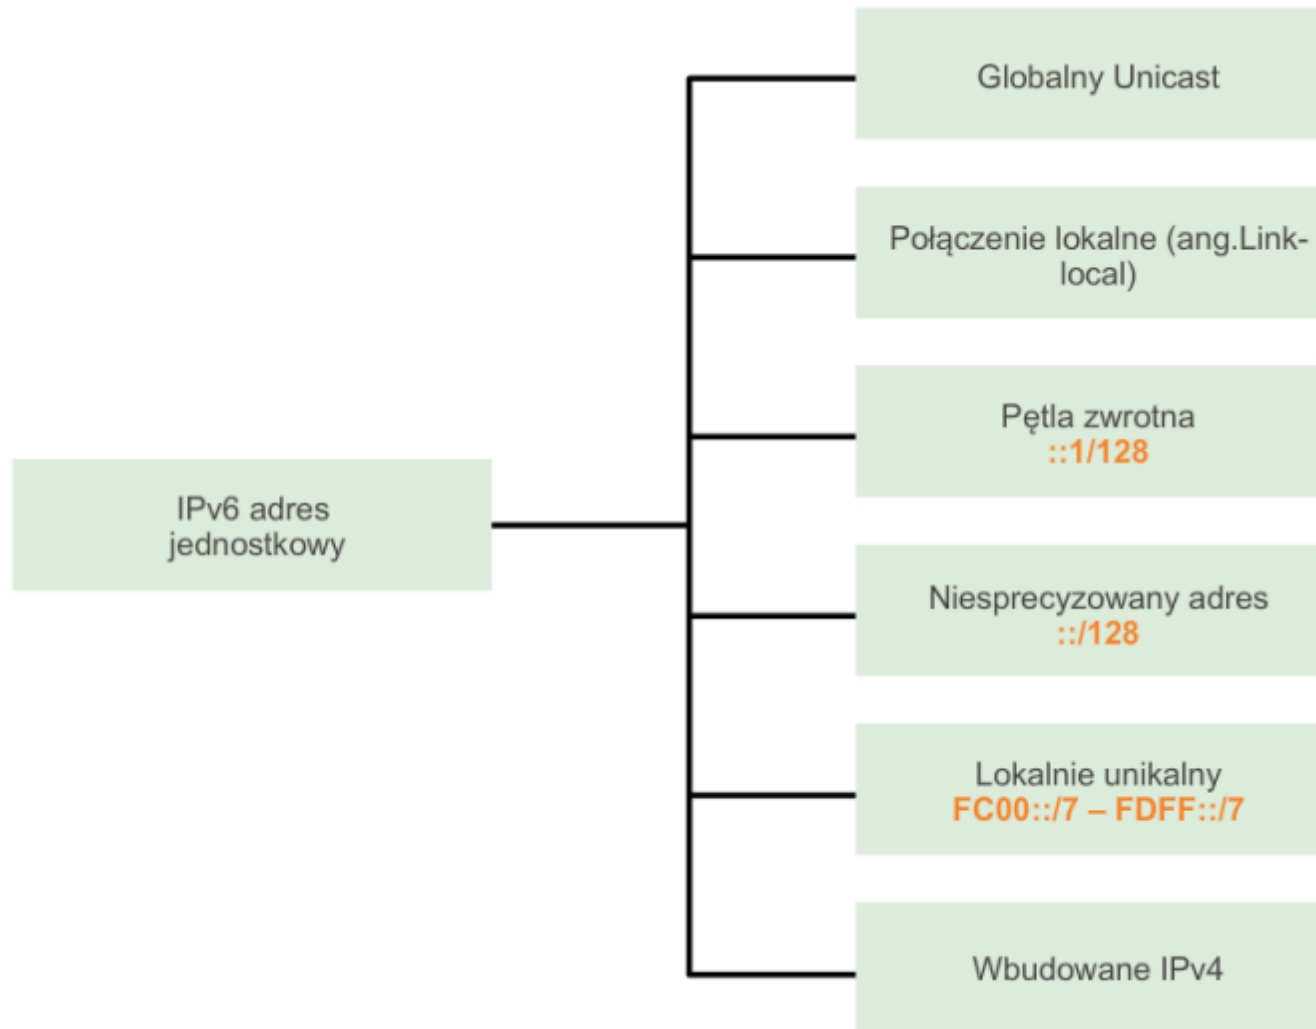 Globalny Unicast
Połączenie lokalne (ang.Link-
local)
Pętla zwrotna
::1/128
IPv6 adres
jednostkowy
Niesprecyzowany adres
::/128
Lokalnie unikalny
FC00::/7 – FDFF::/7
Wbudowane IPv4